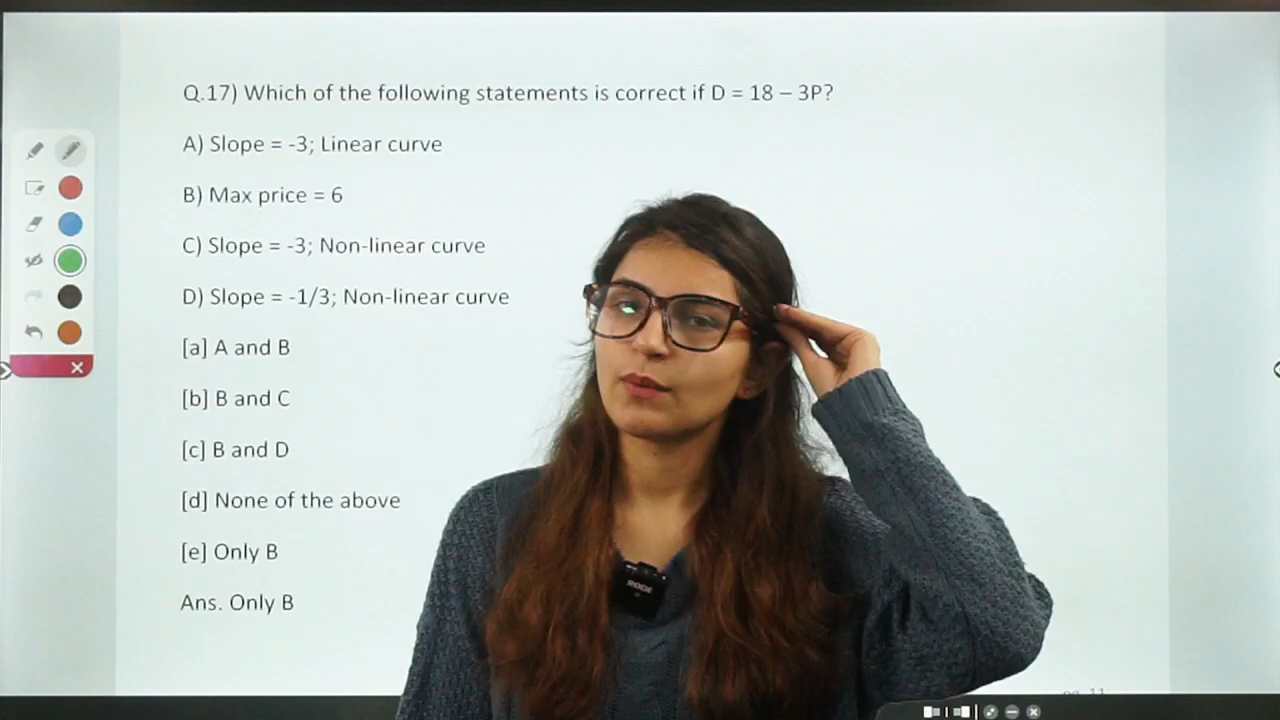 Q.17) Which of the following statements is correct if D = 18 – 3P?
A) Slope = -3; Linear curve
B) Max price = 6
C) Slope = -3; Non-linear curve
D) Slope = -1/3; Non-linear curve
[a] A and B
[b] B and C
[c] B and D
[d] None of the above
[e] Only B
Ans. Only B
RODE